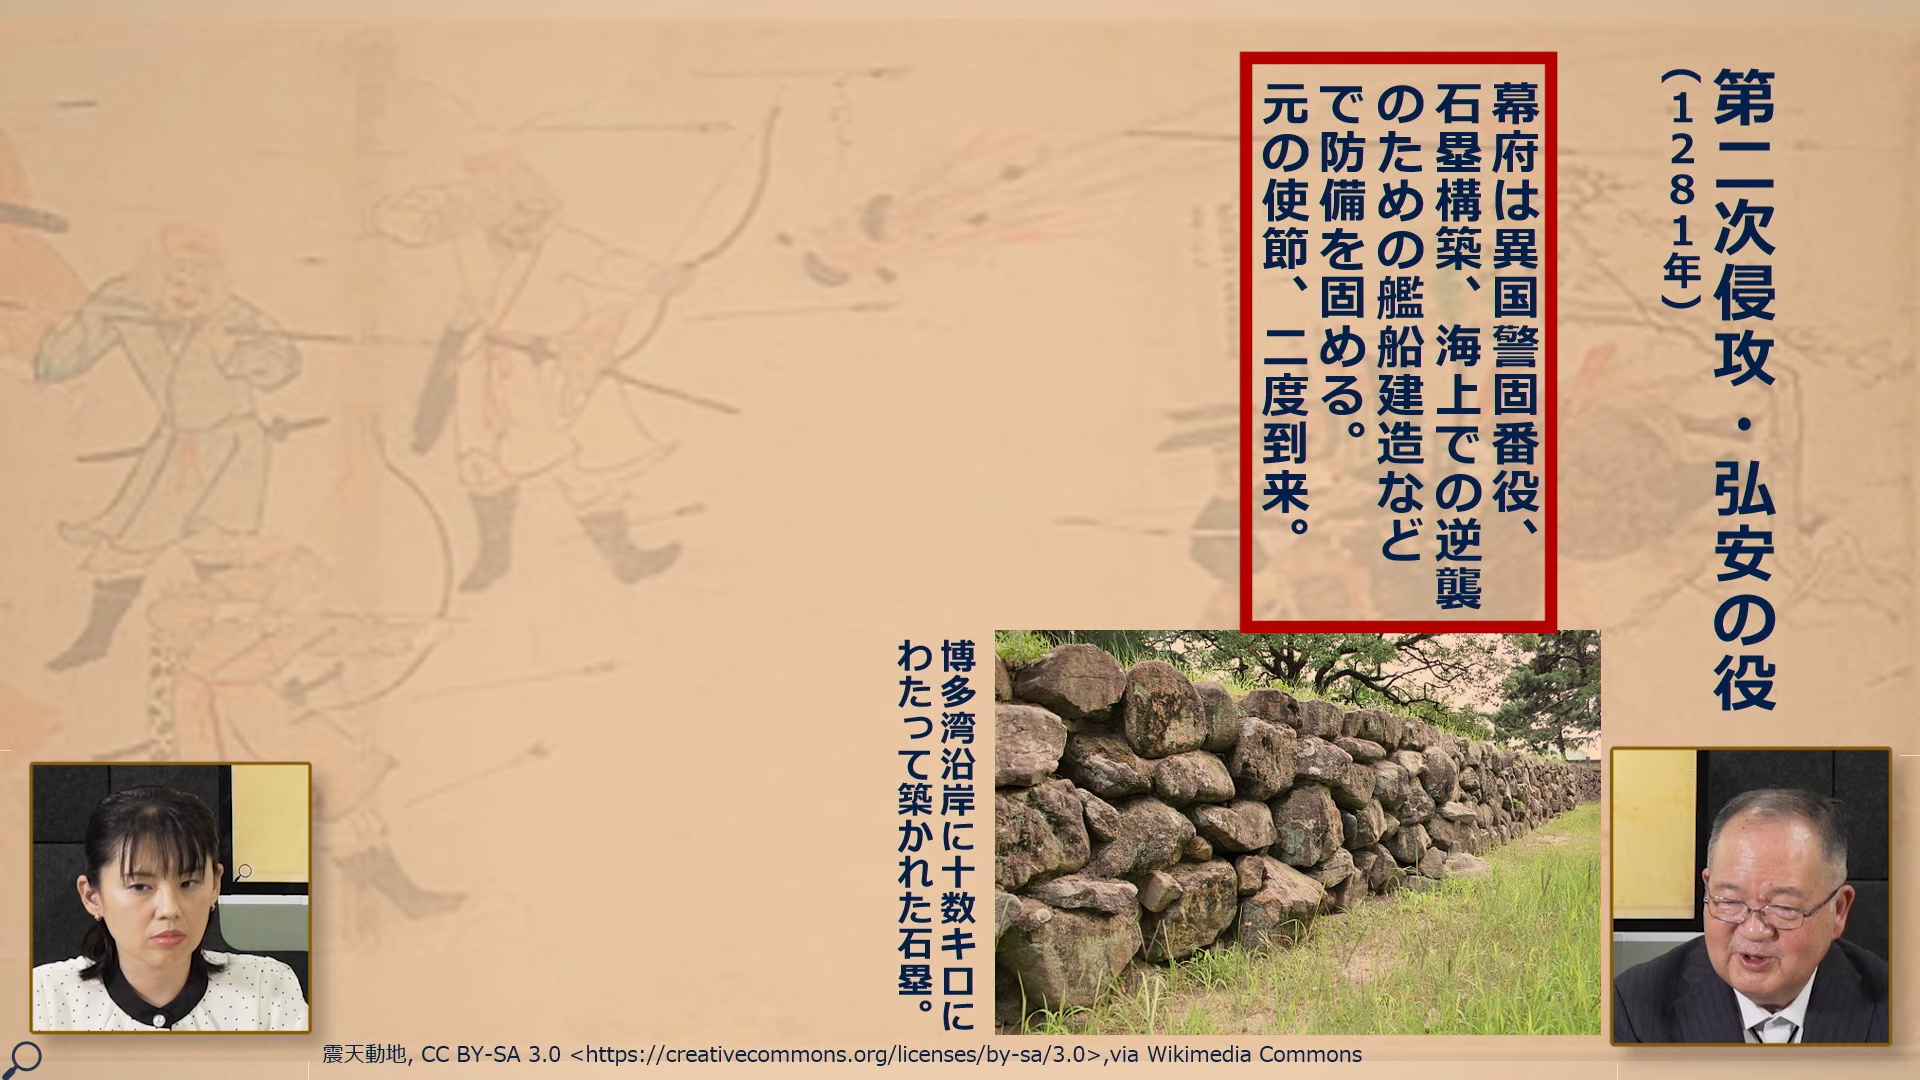 第二次侵攻・弘安の役
（1281年）
幕府は異国警固番役、
石塁構築、海上での逆襲
のための艦船建造など
で防備を固める。
元の使節、二度到来。
博多湾沿岸に十数キロに
わたって築かれた石塁。
震天動地, CC BY-SA 3.0 <https://creativecommons.org/licenses/by-sa/3.0>,via Wikimedia Commons